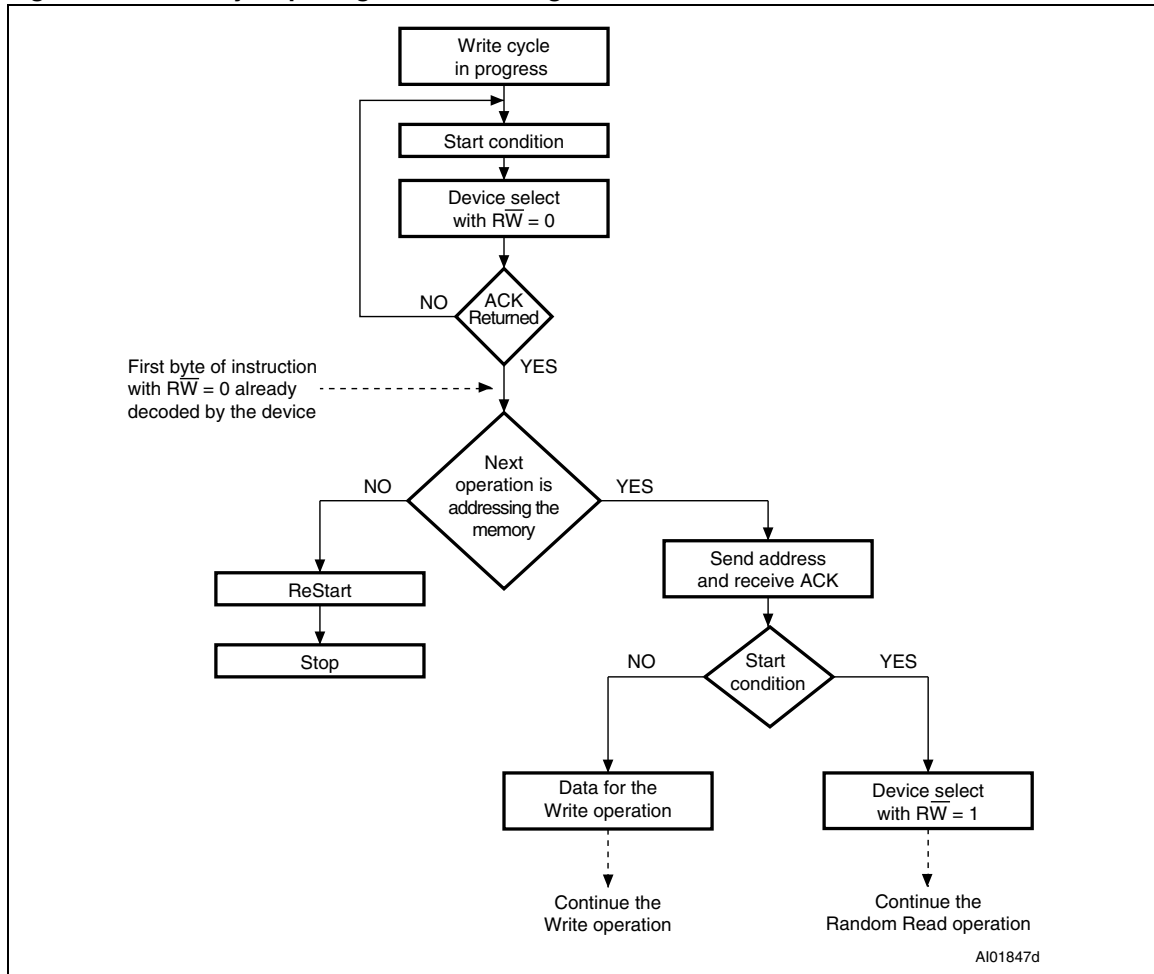 Write cycle
in progress
Start condition
Device select
with RW̅ = 0
NO
ACK
Returned
YES
First byte of instruction
with RW̅ = 0 already
decoded by the device
NO
Next
operation is
addressing the
memory
YES
Send address
and receive ACK
ReStart
Stop
NO
Start
condition
YES
Data for the
Write operation
Device select
with RW̅ = 1
Continue the
Write operation
Continue the
Random Read operation
AI01847d